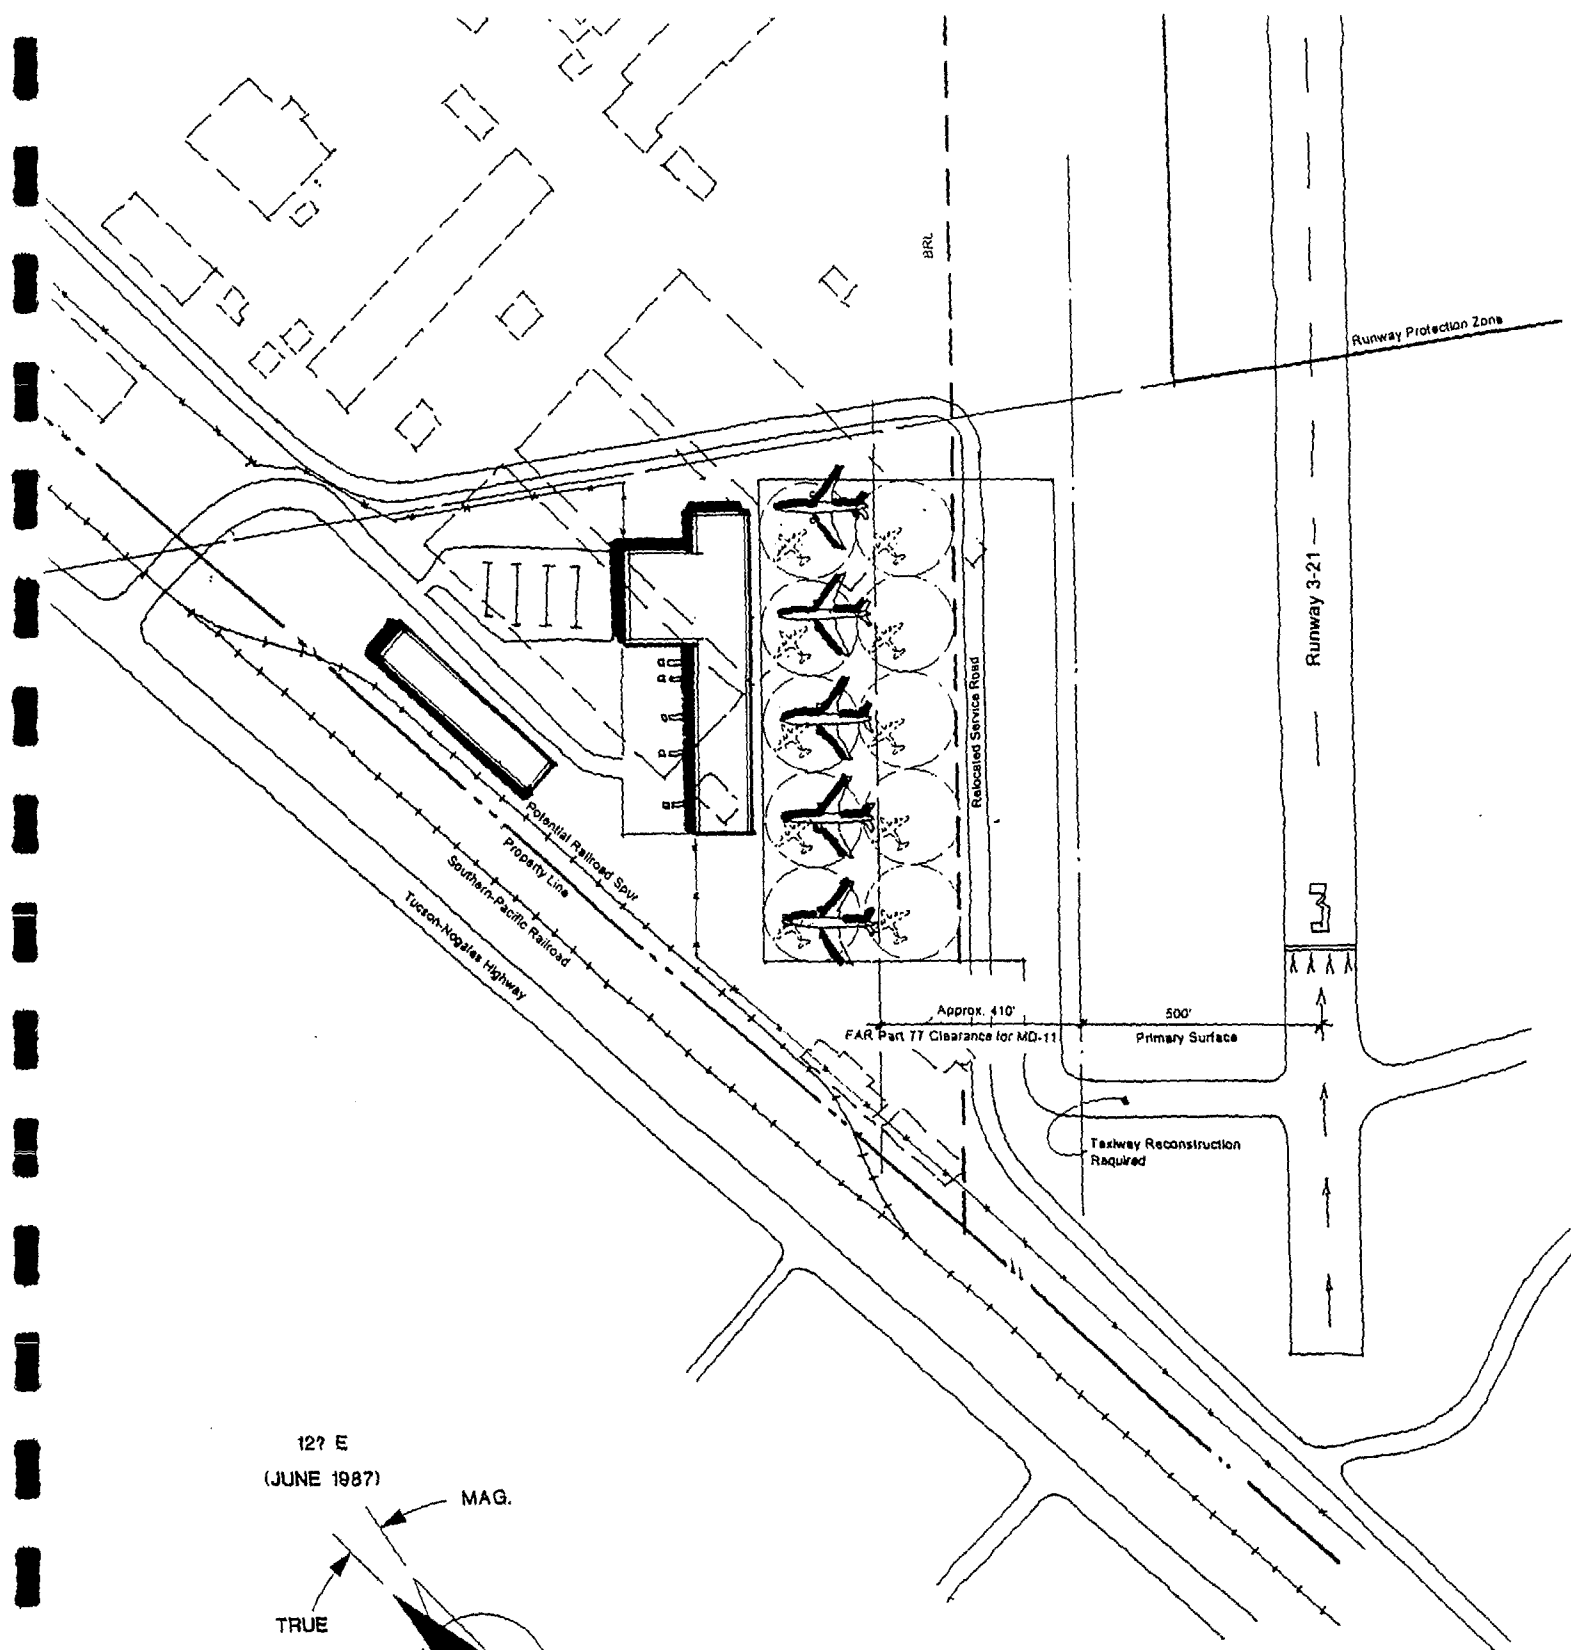 BRL
Runway Protection Zone
Runway 3-21
Relocated Service Road
Potential Railroad Spur
Property Line
Southern-Pacific Railroad
Tucson-Nogales Highway
Approx. 410'
500'
FAR Part 77 Clearance for MD-11
Primary Surface
Taxiway Reconstruction
Required
12? E
(JUNE 1987)
MAG.
TRUE